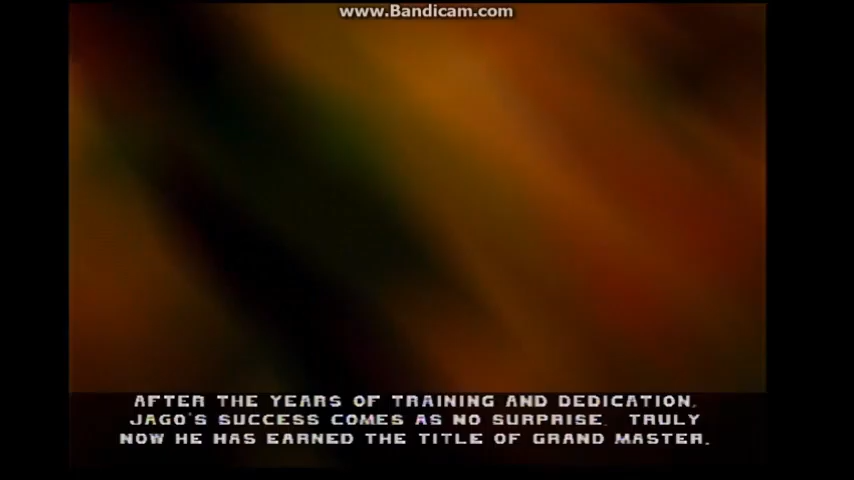 www.Bandicam.com
AFTER THE YEARS OF TRAINING AND DEDICATION,
JAGO'S SUCCESS COMES AS NO SURPRISE. TRULY
NOW HE HAS EARNED THE TITLE OF GRAND MASTER.